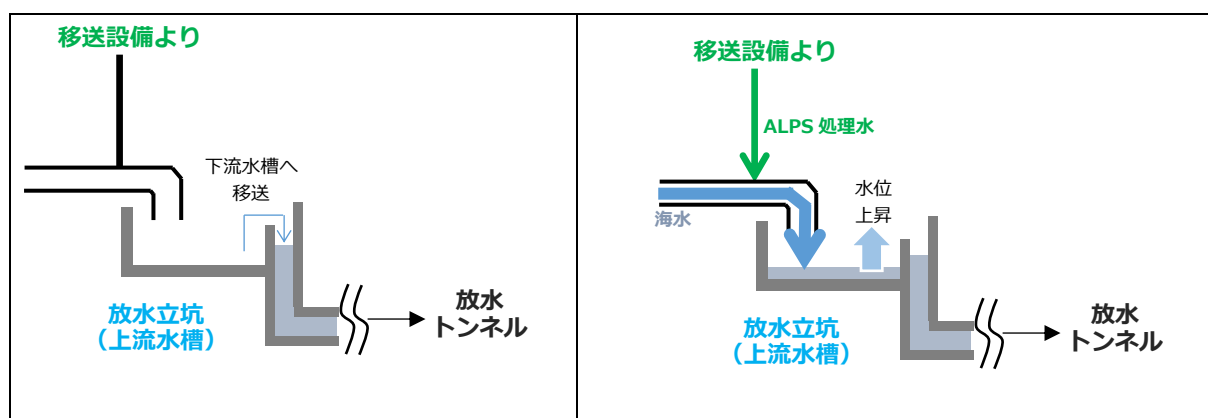 移送設備より
下流水槽へ
移送
放水立坑
（上流水槽）
放水
トンネル
移送設備より
ALPS 処理水
海水
水位
上昇
放水立坑
（上流水槽）
放水
トンネル